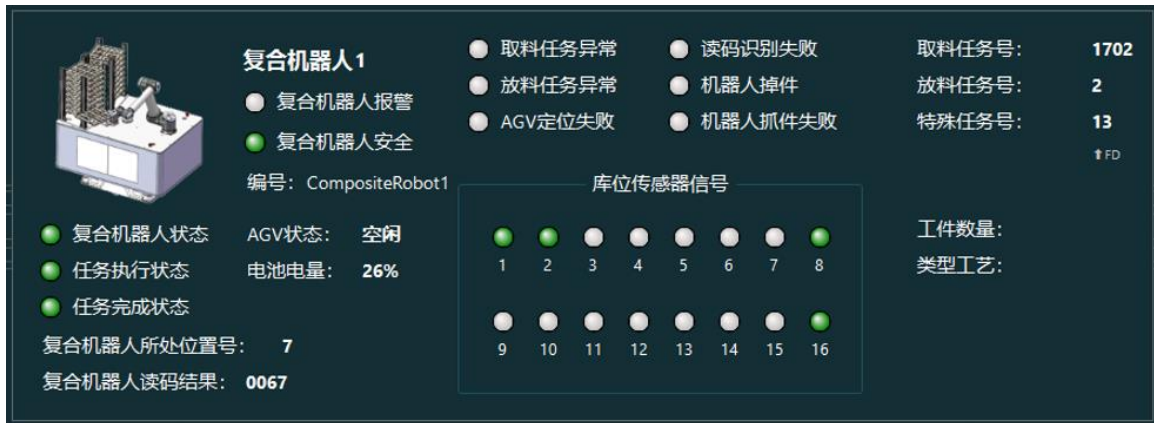 复合机器人1
复合机器人报警
复合机器人安全
编号： CompositeRobot1
复合机器人状态
任务执行状态
任务完成状态
AGV状态： 空闲
电池电量： 26%
复合机器人所处位置号： 7
复合机器人读码结果： 0067
取料任务异常
放料任务异常
AGV定位失败
读码识别失败
机器人掉件
机器人抓件失败
库位传感器信号
1 2 3 4 5 6 7 8
9 10 11 12 13 14 15 16
取料任务号： 1702
放料任务号： 2
特殊任务号： 13
⬆FD
工件数量：
类型工艺：